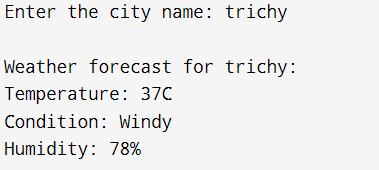 Enter the city name: trichy
Weather forecast for trichy:
Temperature: 37C
Condition: Windy
Humidity: 78%